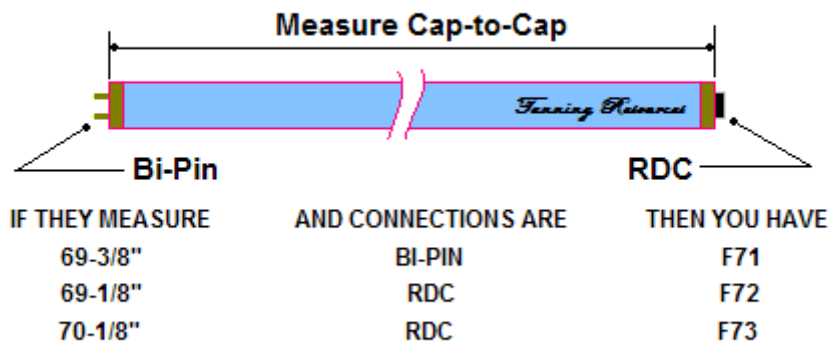 Measure Cap-to-Cap
Tanning Resources
Bi-Pin RDC
IF THEY MEASURE AND CONNECTIONS ARE THEN YOU HAVE
69-3/8" BI-PIN F71
69-1/8" RDC F72
70-1/8" RDC F73